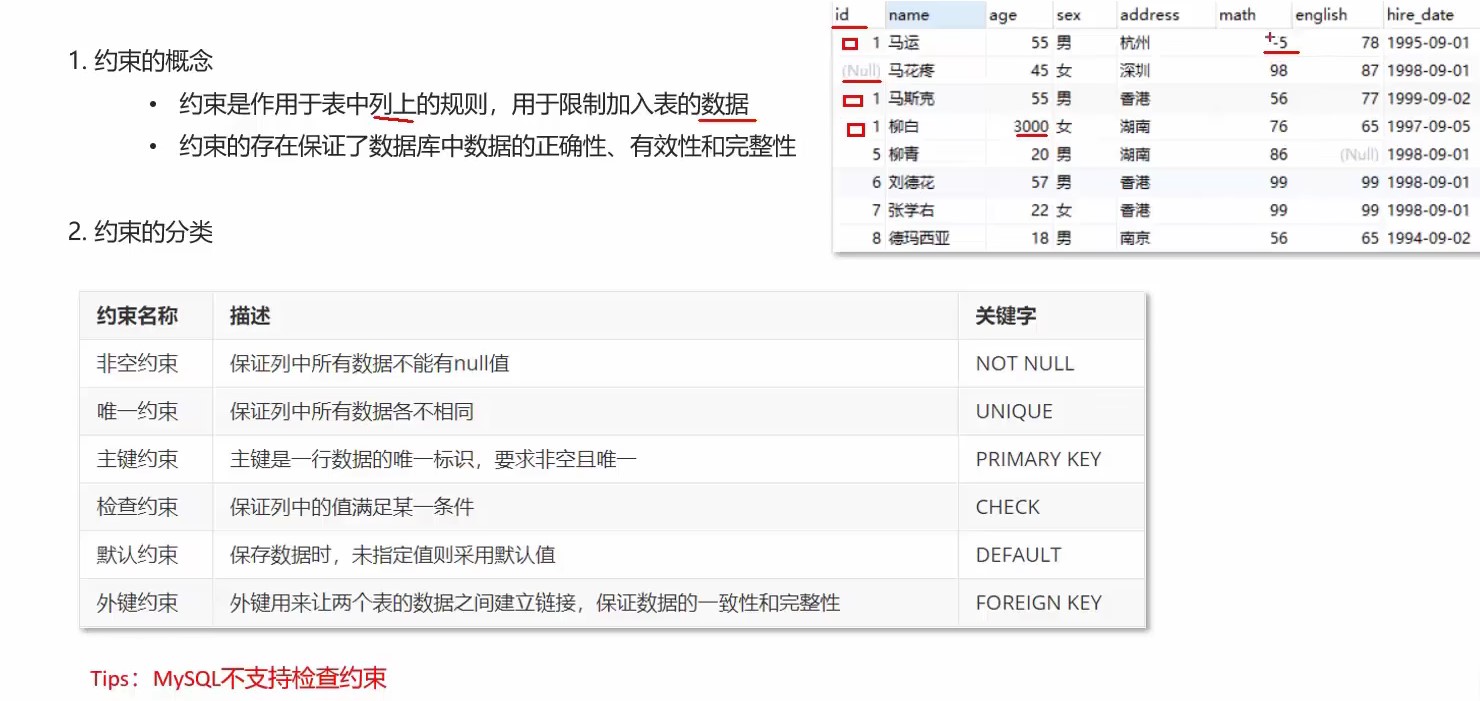 1. 约束的概念
• 约束是作用于表中列上的规则，用于限制加入表的数据
• 约束的存在保证了数据库中数据的正确性、有效性和完整性
2. 约束的分类
id name age sex address math english hire_date
1 马运 55 男 杭州 -5 78 1995-09-01
(Null) 马花疼 45 女 深圳 98 87 1998-09-01
1 马斯克 55 男 香港 56 77 1999-09-02
1 柳白 3000 女 湖南 76 65 1997-09-05
5 柳青 20 男 湖南 86 (Null) 1998-09-01
6 刘德花 57 男 香港 99 99 1998-09-01
7 张学右 22 女 香港 99 99 1998-09-01
8 德玛西亚 18 男 南京 56 65 1994-09-02
约束名称 描述 关键字
非空约束 保证列中所有数据不能有null值 NOT NULL
唯一约束 保证列中所有数据各不相同 UNIQUE
主键约束 主键是一行数据的唯一标识，要求非空且唯一 PRIMARY KEY
检查约束 保证列中的值满足某一条件 CHECK
默认约束 保存数据时，未指定值则采用默认值 DEFAULT
外键约束 外键用来让两个表的数据之间建立链接，保证数据的一致性和完整性 FOREIGN KEY
Tips：MySQL不支持检查约束